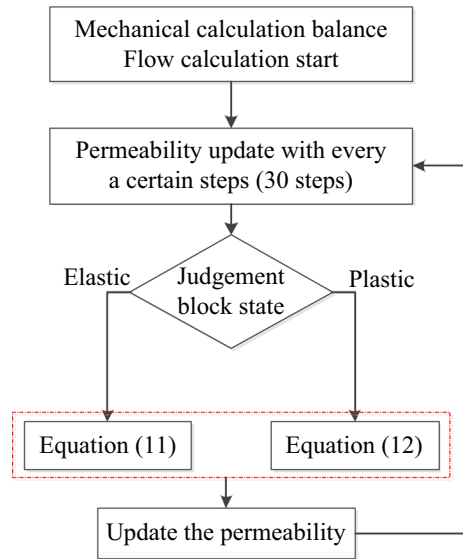 Mechanical calculation balance
Flow calculation start
Permeability update with every
a certain steps (30 steps)
Elastic
Judgement
block state
Plastic
Equation (11)
Equation (12)
Update the permeability